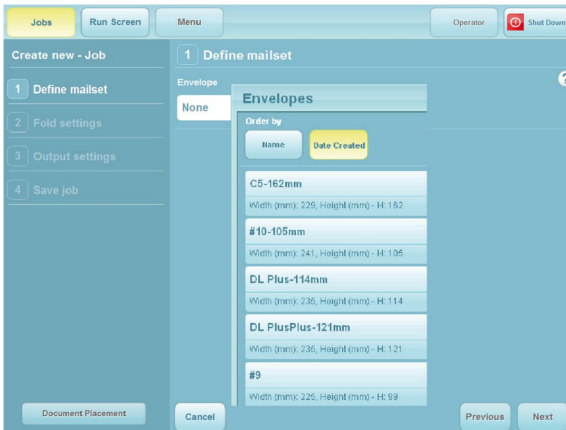 Jobs
Run Screen
Menu
Operator
Shut Down
Create new - Job
1 Define mailset
2 Fold settings
3 Output settings
4 Save job
Document Placement
1 Define mailset
Envelope
None
?
Envelopes
Order by
Name
Date Created
C5-162mm
Width (mm): 229, Height (mm) - H: 162
#10-105mm
Width (mm): 241, Height (mm) - H: 105
DL Plus-114mm
Width (mm): 235, Height (mm) - H: 114
DL PlusPlus-121mm
Width (mm): 235, Height (mm) - H: 121
#9
Width (mm): 225, Height (mm) - H: 99
Cancel
Previous
Next